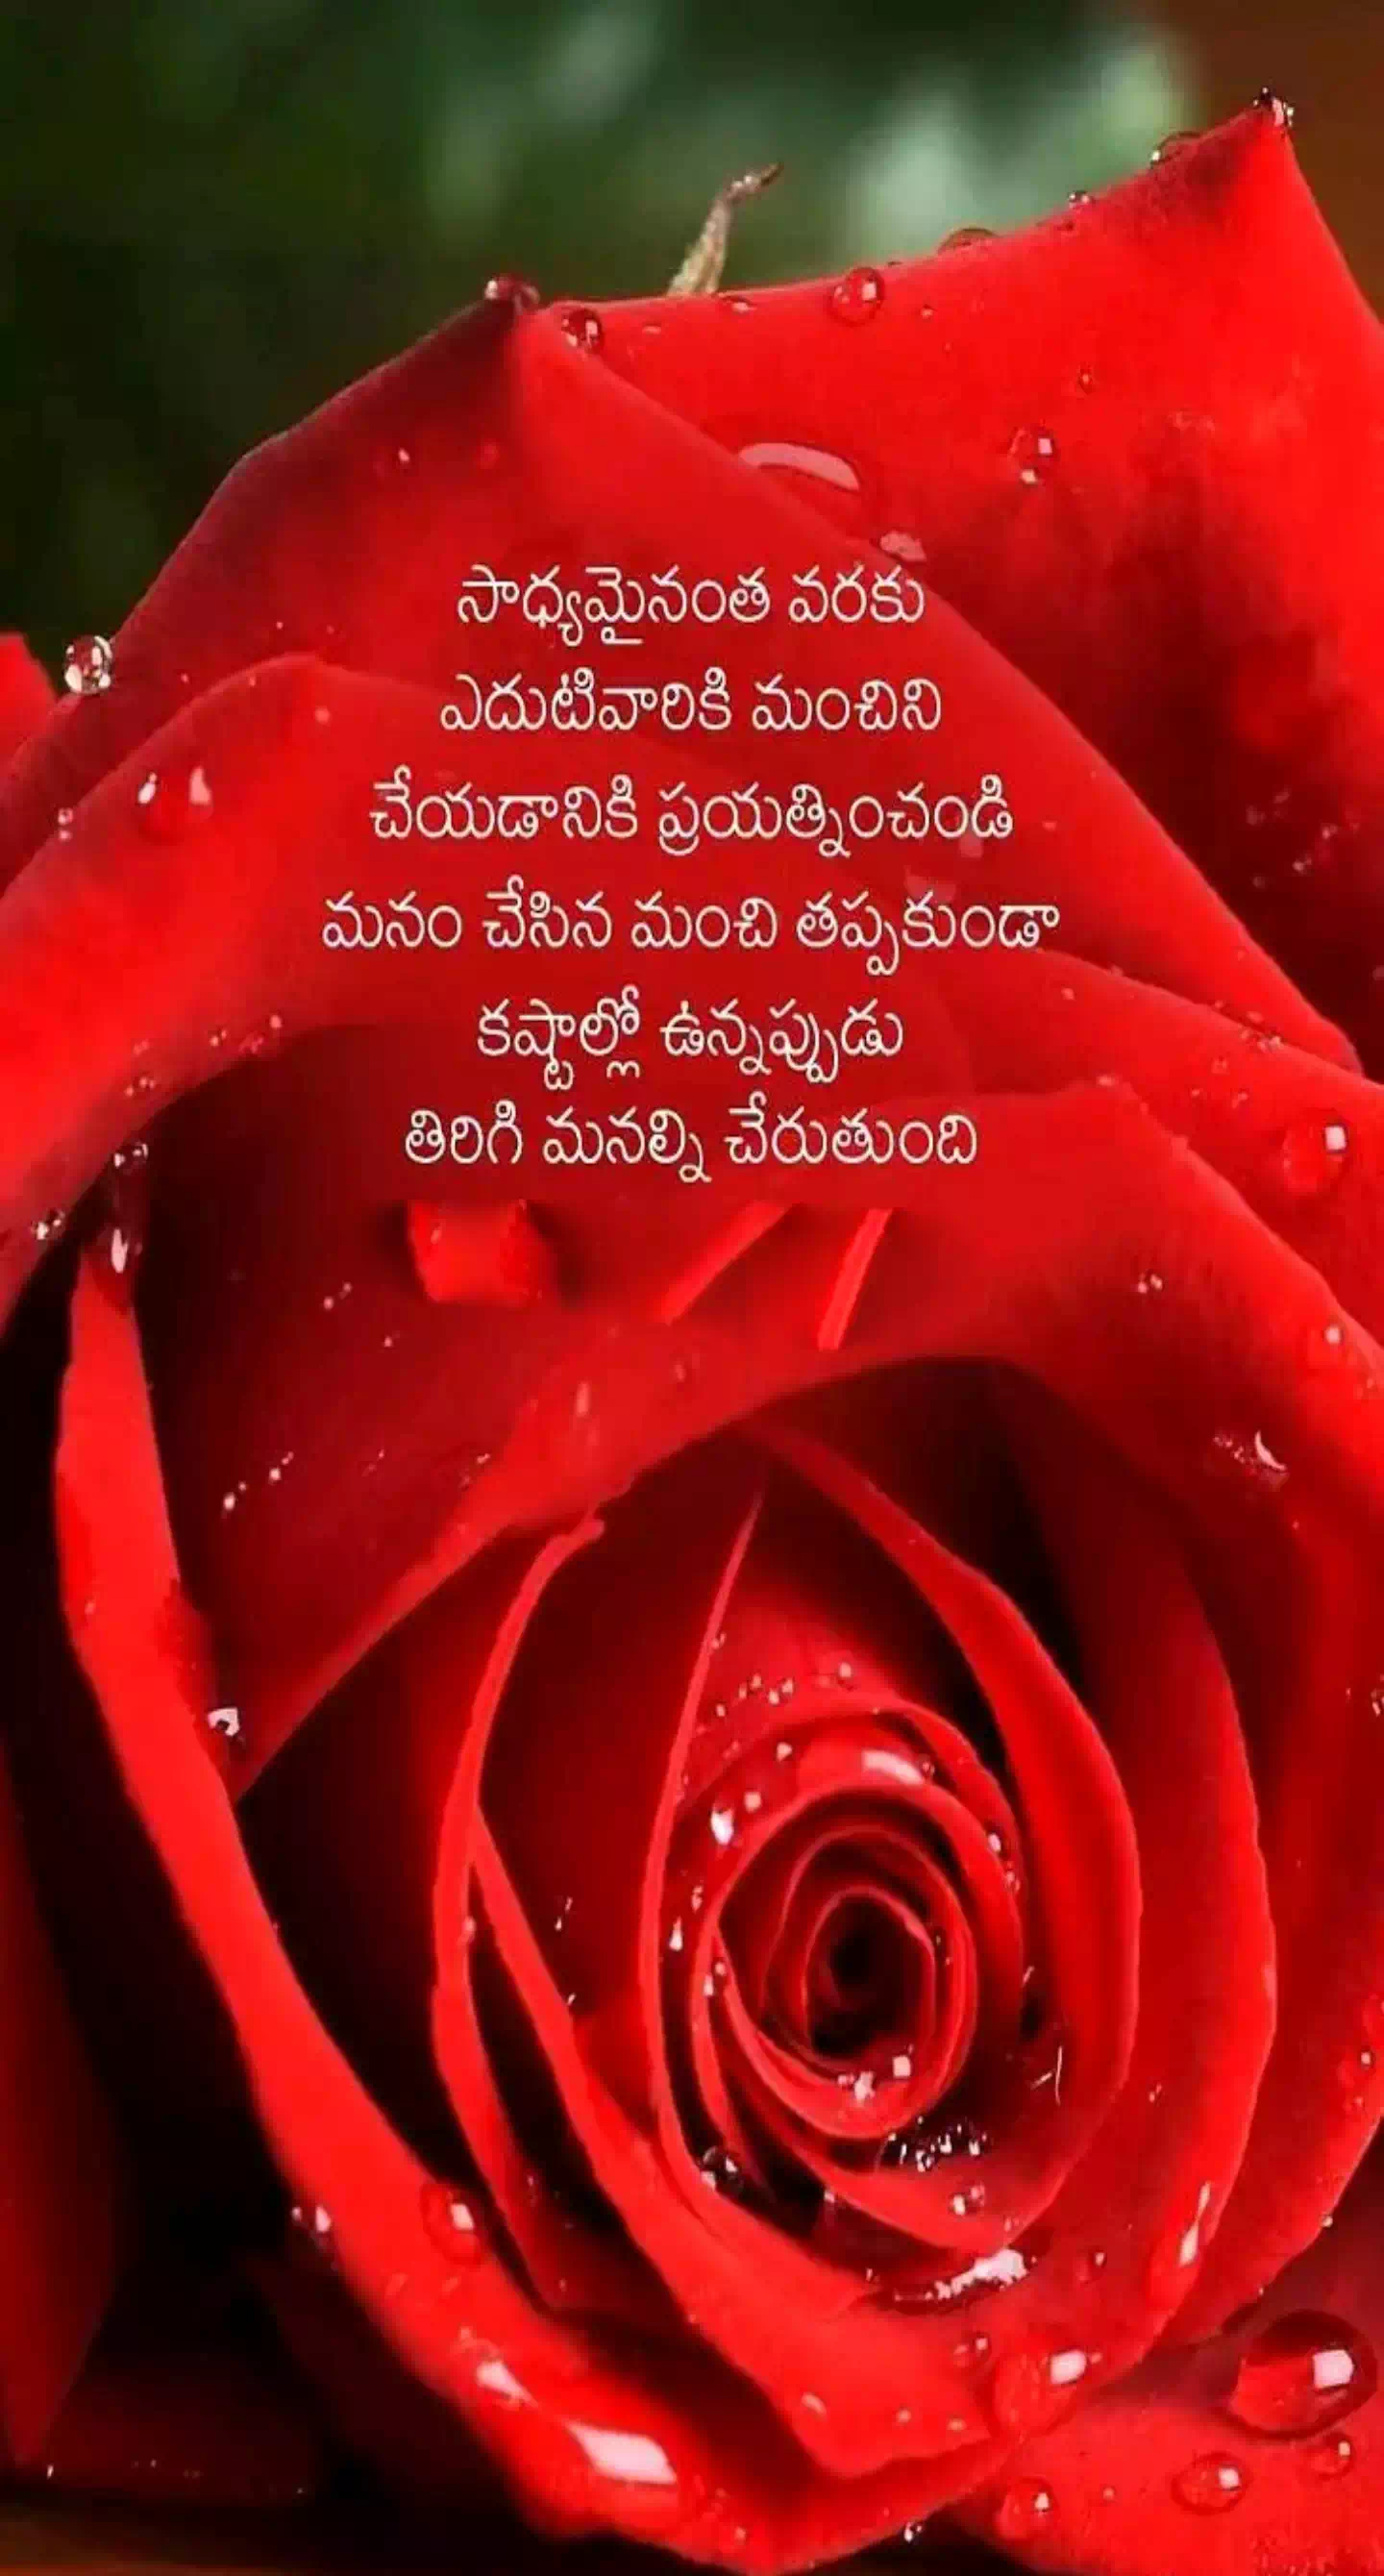 సాధ్యమైనంత వరకు
ఎదుటివారికి మంచిని
చేయడానికి ప్రయత్నించండి
మనం చేసిన మంచి తప్పకుండా
కష్టాల్లో ఉన్నప్పుడు
తిరిగి మనల్ని చేరుతుంది